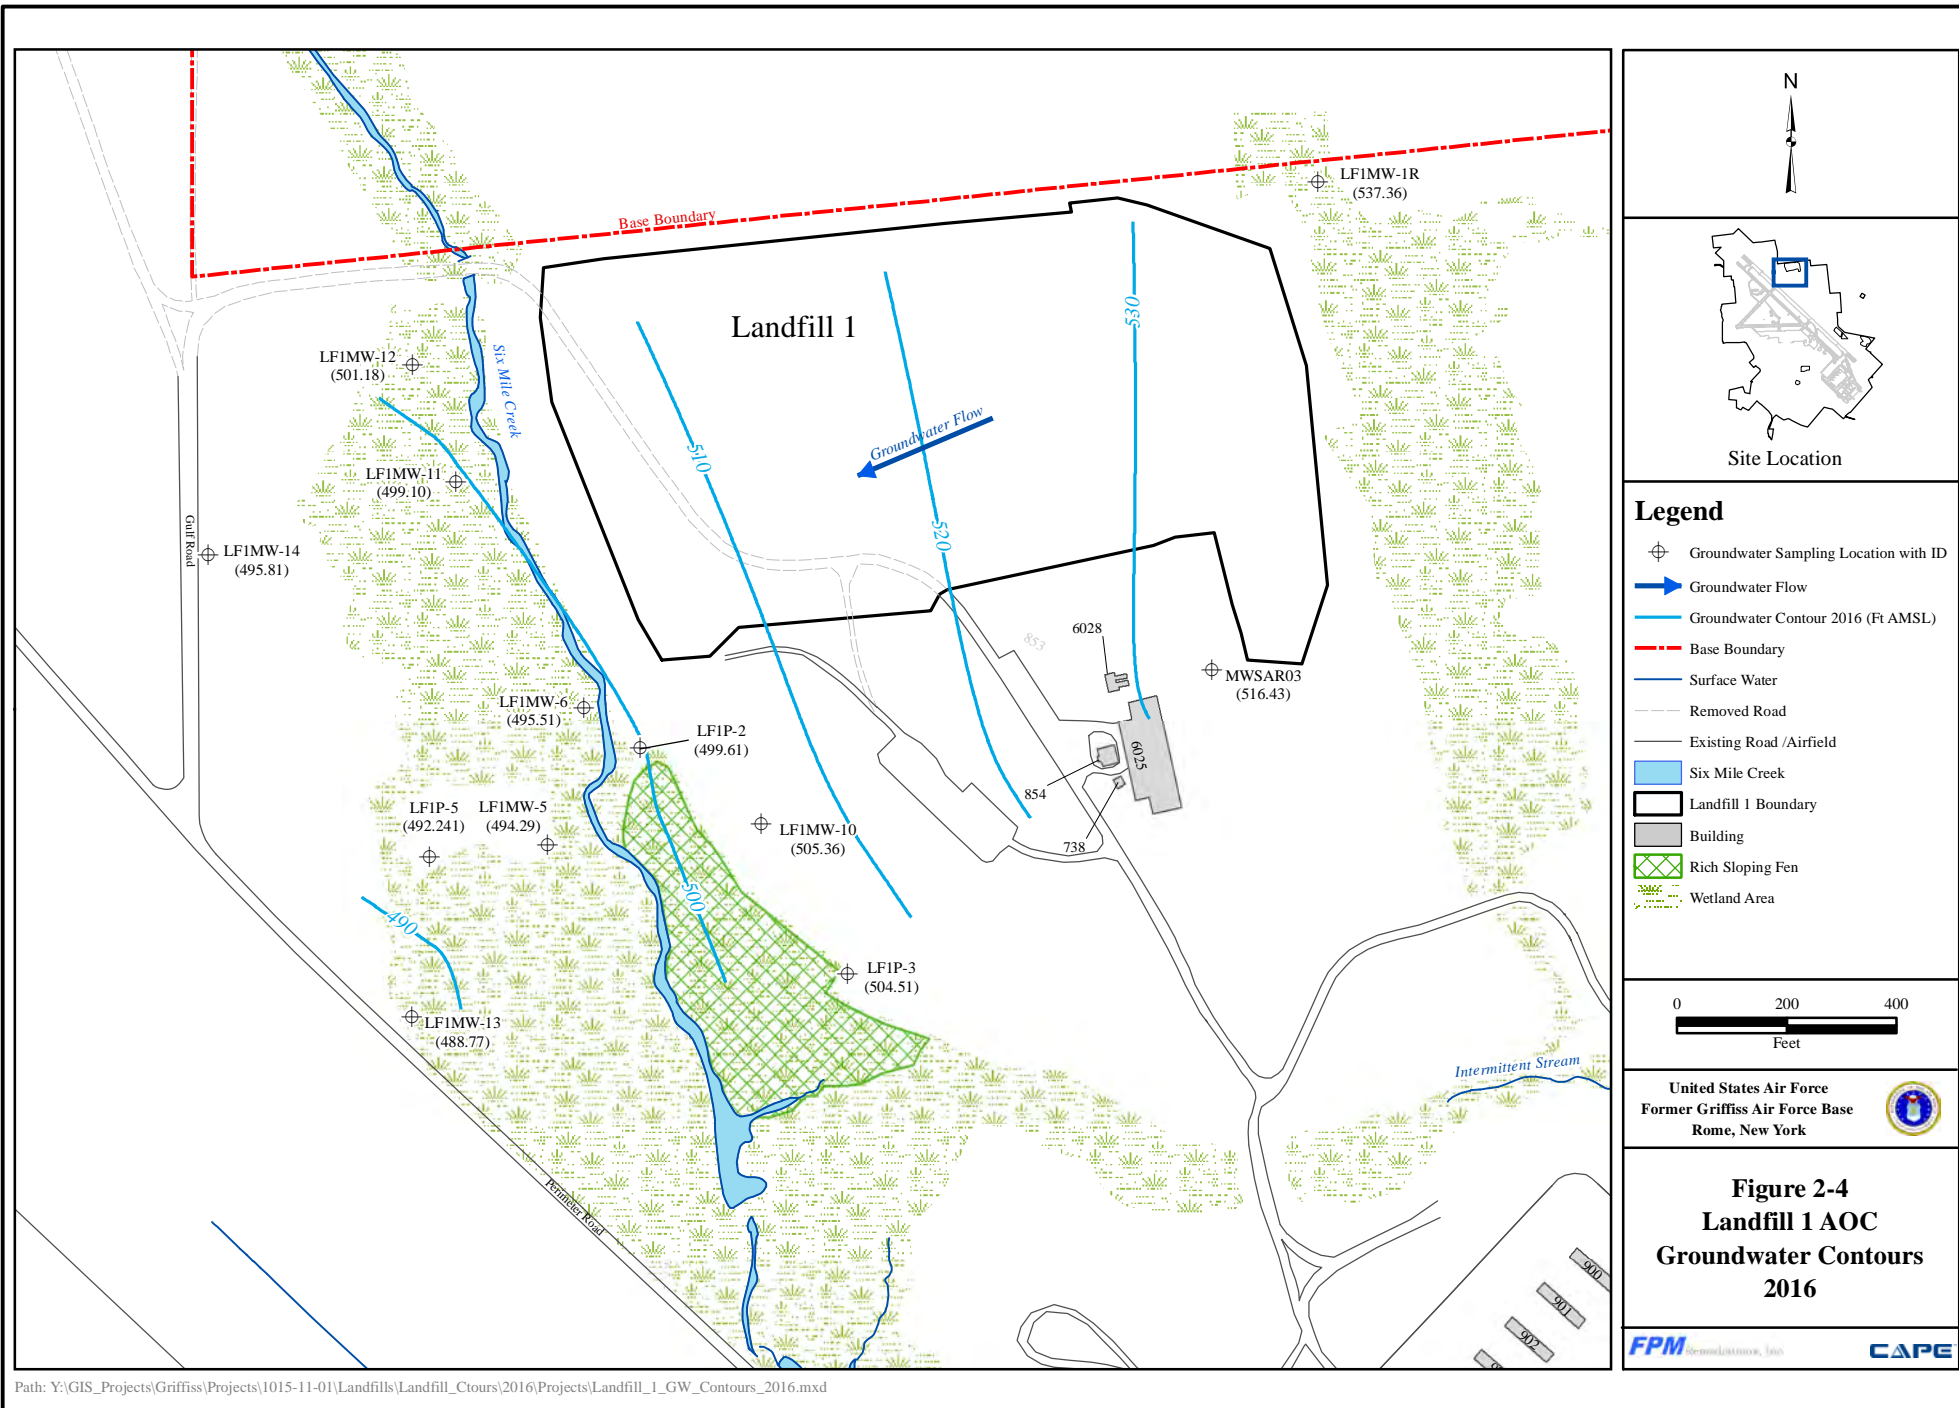 Base Boundary
LF1MW-1R
(537.36)
Landfill 1
530
LF1MW-12
(501.18)
Six Mile Creek
Groundwater Flow
510
LF1MW-11
(499.10)
520
Gulf Road
LF1MW-14
(495.81)
853
6028
MWSAR03
(516.43)
LF1MW-6
(495.51)
LF1P-2
(499.61)
6025
854
738
LF1P-5
(492.241)
LF1MW-5
(494.29)
LF1MW-10
(505.36)
500
490
LF1P-3
(504.51)
LF1MW-13
(488.77)
Intermittent Stream
Perimeter Road
900
901
902
N
Site Location
Legend
Groundwater Sampling Location with ID
Groundwater Flow
Groundwater Contour 2016 (Ft AMSL)
Base Boundary
Surface Water
Removed Road
Existing Road /Airfield
Six Mile Creek
Landfill 1 Boundary
Building
Rich Sloping Fen
Wetland Area
0 200 400
Feet
United States Air Force
Former Griffiss Air Force Base
Rome, New York
Figure 2-4
Landfill 1 AOC
Groundwater Contours
2016
FPM
CAPE
Path: Y:\GIS_Projects\Griffiss\Projects\1015-11-01\Landfills\Landfill_Ctours\2016\Projects\Landfill_1_GW_Contours_2016.mxd